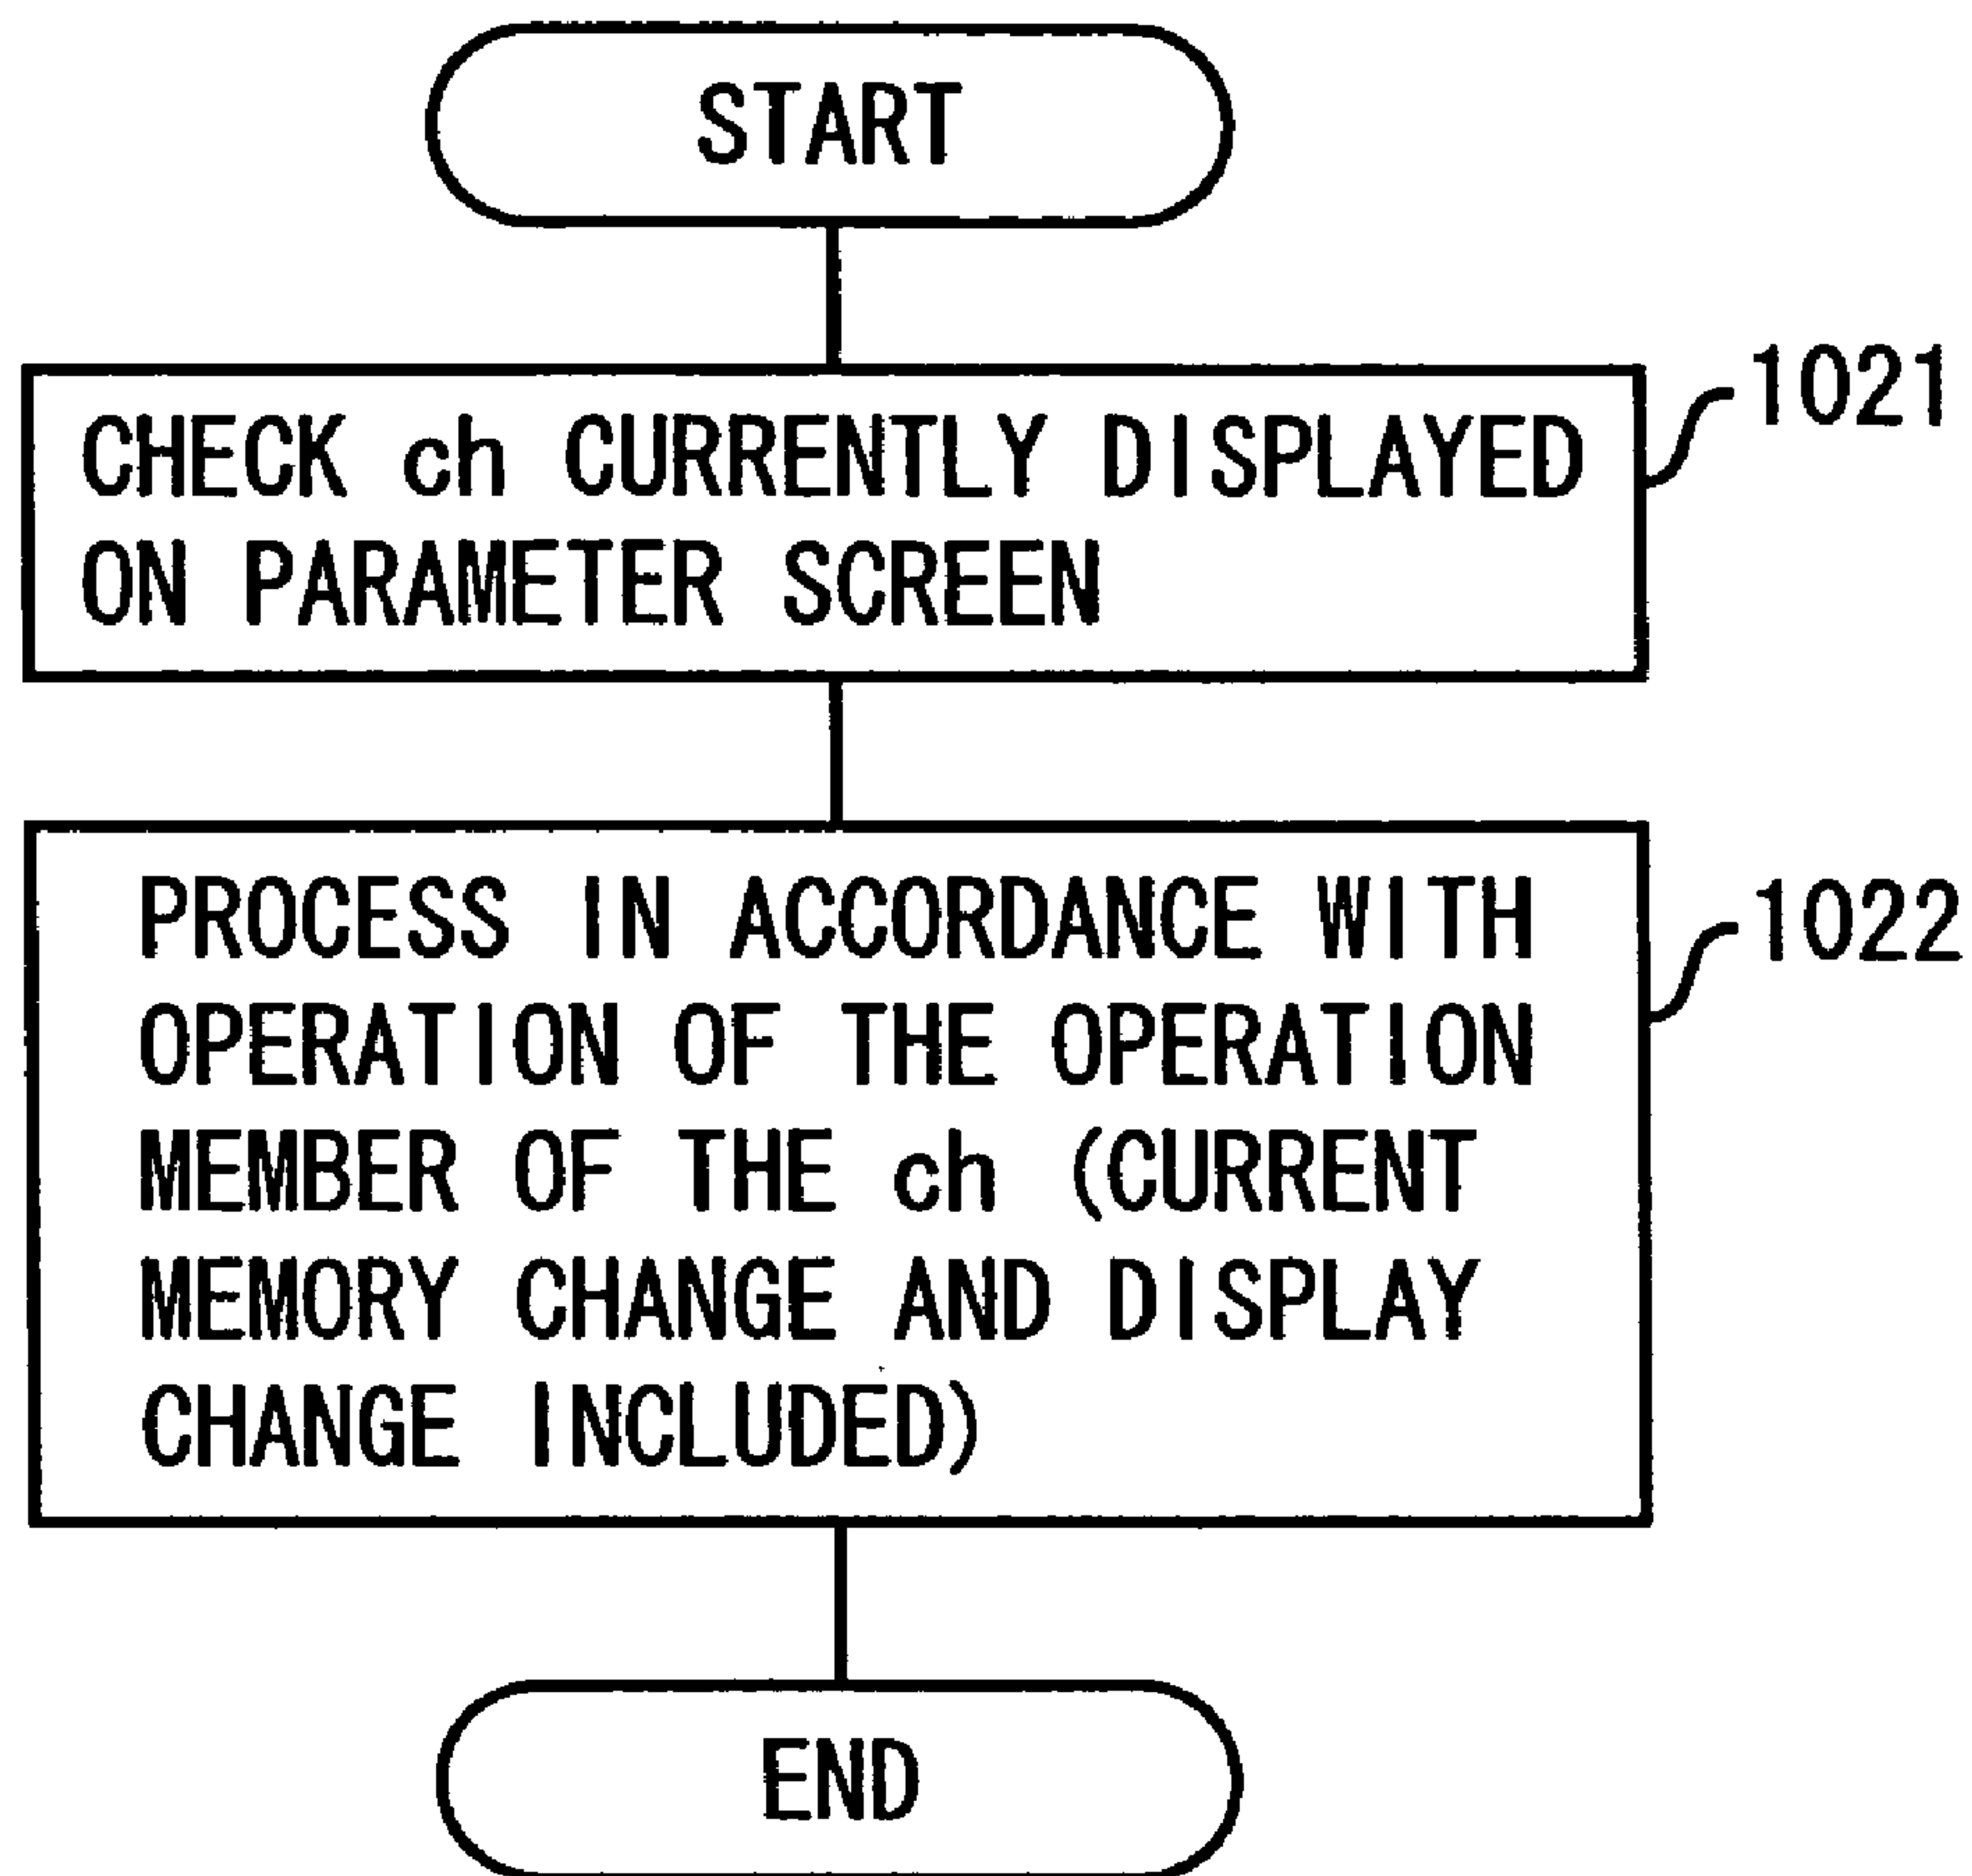 START
1021
CHECK ch CURRENTLY DISPLAYED
ON PARAMETER SCREEN
1022
PROCESS IN ACCORDANCE WITH
OPERATION OF THE OPERATION
MEMBER OF THE ch (CURRENT
MEMORY CHANGE AND DISPLAY
CHANGE INCLUDED)
END